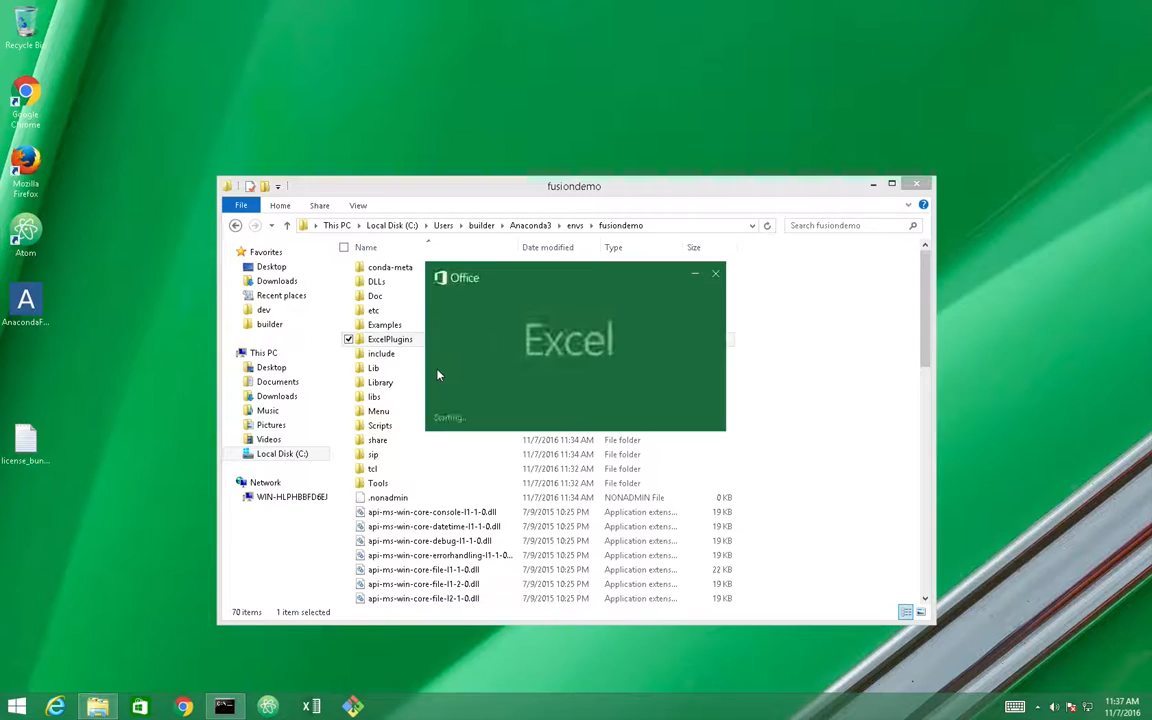 Recycle Bin
Google
Chrome
Mozilla
Firefox
Atom
AnacondaF...
license_bun...
fusiondemo
File
Home
Share
View
This PC
Local Disk (C:)
Users
builder
Anaconda3
envs
fusiondemo
Search fusiondemo
Name
Date modified
Type
Size
Favorites
Desktop
Downloads
Recent places
dev
builder
This PC
Desktop
Documents
Downloads
Music
Pictures
Videos
Local Disk (C:)
Network
WIN-HLPHBBFD6EJ
conda-meta
DLLs
Doc
etc
Examples
ExcelPlugins
include
Lib
Library
libs
Menu
Scripts
share 11/7/2016 11:34 AM File folder
sip 11/7/2016 11:34 AM File folder
tcl 11/7/2016 11:32 AM File folder
Tools 11/7/2016 11:32 AM File folder
.nonadmin 11/7/2016 11:34 AM NONADMIN File 0 KB
api-ms-win-core-console-l1-1-0.dll 7/9/2015 10:25 PM Application extens... 19 KB
api-ms-win-core-datetime-l1-1-0.dll 7/9/2015 10:25 PM Application extens... 19 KB
api-ms-win-core-debug-l1-1-0.dll 7/9/2015 10:25 PM Application extens... 19 KB
api-ms-win-core-errorhandling-l1-1-0... 7/9/2015 10:25 PM Application extens... 19 KB
api-ms-win-core-file-l1-1-0.dll 7/9/2015 10:25 PM Application extens... 22 KB
api-ms-win-core-file-l1-2-0.dll 7/9/2015 10:25 PM Application extens... 19 KB
api-ms-win-core-file-l2-1-0.dll 7/9/2015 10:25 PM Application extens... 19 KB
Office
Excel
Starting...
70 items 1 item selected
11:37 AM
11/7/2016